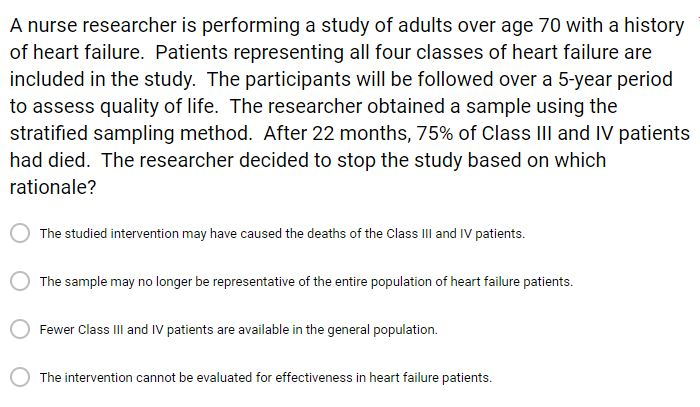 A nurse researcher is performing a study of adults over age 70 with a history
of heart failure.  Patients representing all four classes of heart failure are
included in the study.  The participants will be followed over a 5-year period
to assess quality of life.  The researcher obtained a sample using the
stratified sampling method.  After 22 months, 75% of Class III and IV patients
had died.  The researcher decided to stop the study based on which
rationale?
The studied intervention may have caused the deaths of the Class III and IV patients.
The sample may no longer be representative of the entire population of heart failure patients.
Fewer Class III and IV patients are available in the general population.
The intervention cannot be evaluated for effectiveness in heart failure patients.